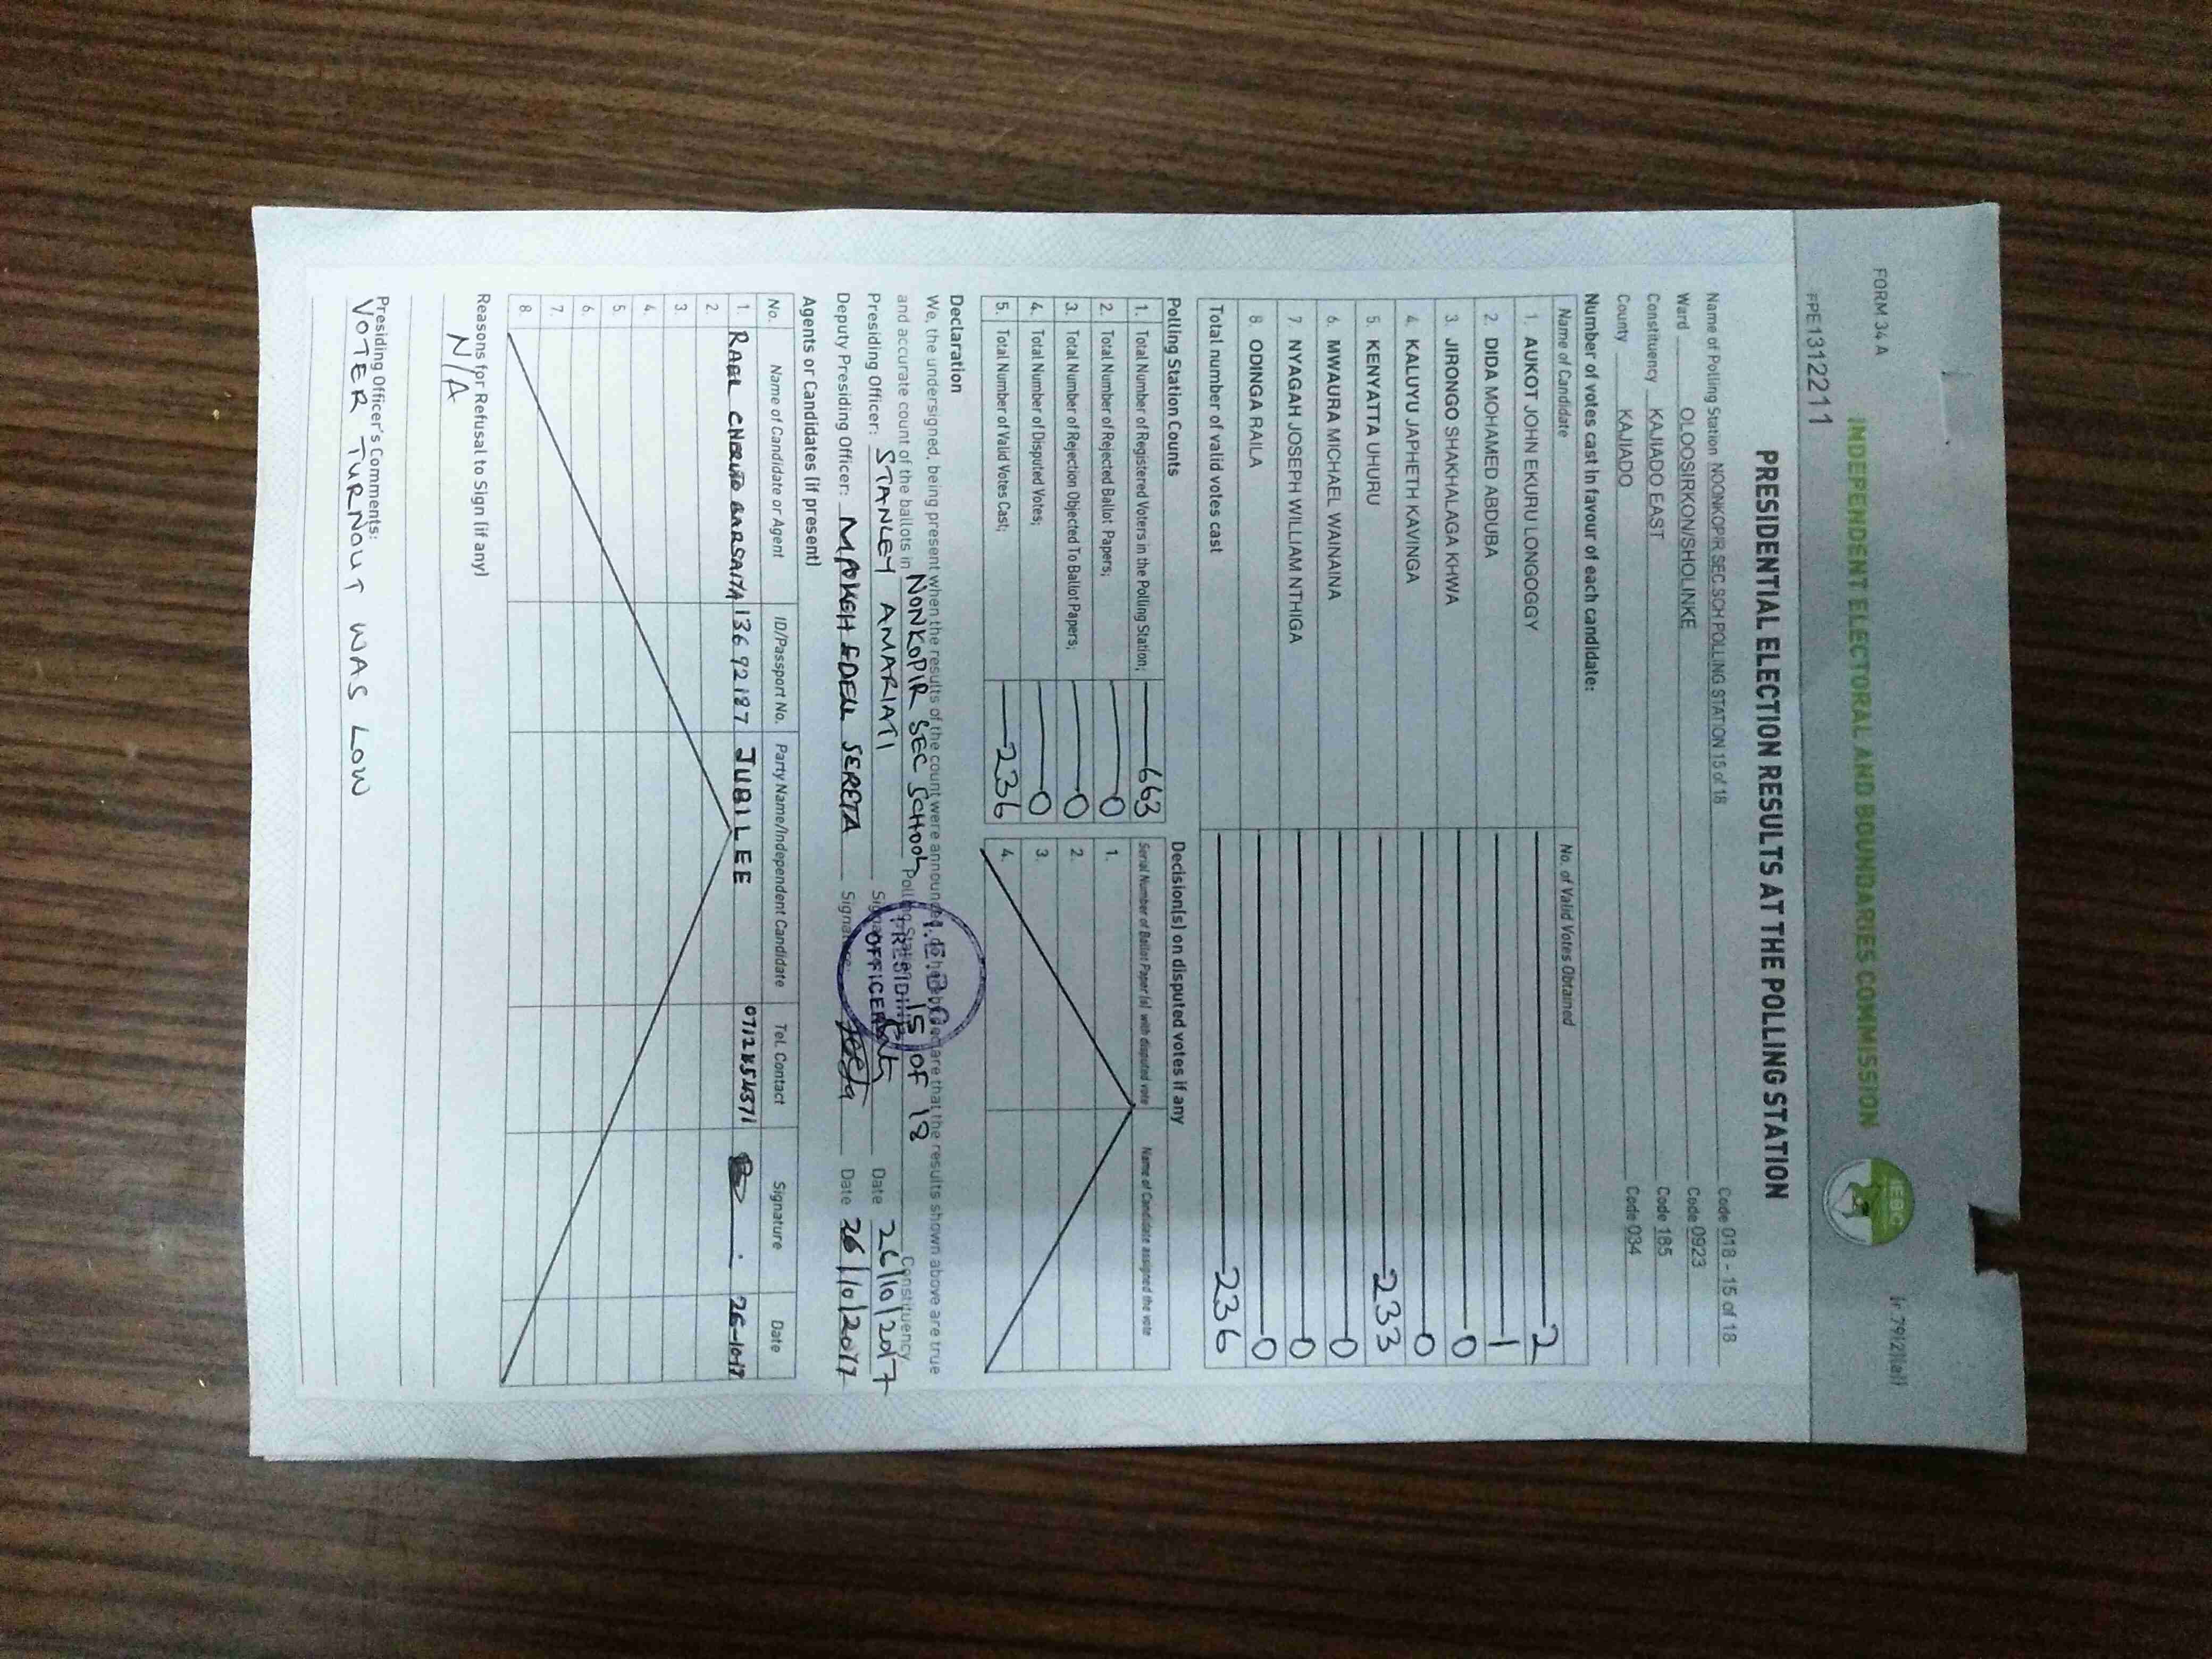 FORM 34 A
(r 79(2)(a))
INDEPENDENT ELECTORAL AND BOUNDARIES COMMISSION
IEBC
FPE1312211
PRESIDENTIAL ELECTION RESULTS AT THE POLLING STATION
Name of Polling Station NOONKOPIR SEC.SCH POLLING STATION 15 of 18 Code 018 - 15 of 18
Ward OLOOSIRKON/SHOLINKE Code 0923
Constituency KAJIADO EAST Code 185
County KAJIADO Code 034
Number of votes cast in favour of each candidate:
Name of Candidate No. of Valid Votes Obtained
1. AUKOT JOHN EKURU LONGOGGY 2
2. DIDA MOHAMED ABDUBA 1
3. JIRONGO SHAKHALAGA KHWA 0
4. KALUYU JAPHETH KAVINGA 0
5. KENYATTA UHURU 233
6. MWAURA MICHAEL WAINAINA 0
7. NYAGAH JOSEPH WILLIAM NTHIGA 0
8. ODINGA RAILA 0
Total number of valid votes cast 236
Polling Station Counts
1. Total Number of Registered Voters in the Polling Station; 663
2. Total Number of Rejected Ballot Papers; 0
3. Total Number of Rejection Objected To Ballot Papers; 0
4. Total Number of Disputed Votes; 0
5. Total Number of Valid Votes Cast; 236
Decision(s) on disputed votes if any
Serial Number of Ballot Paper (s) with disputed vote Name of Candidate assigned the vote
1.
2.
3.
4.
Declaration
We, the undersigned, being present when the results of the count were announced, do hereby declare that the results shown above are true
and accurate count of the ballots in NONKOPIR SEC SCHOOL Polling Station 15 OF 18 Constituency
Presiding Officer: STANLEY AMARIATI Signature: Date 26/10/2017
Deputy Presiding Officer: EDELL SERETA Signature: Date 26/10/2017
I.E.B.C
PRESIDING
OFFICER
Agents or Candidates (if present)
No. Name of Candidate or Agent ID/Passport No. Party Name/Independent Candidate Tel. Contact Signature Date
1. RAEL 13692187 JUBILEE 26-10-17
2.
3.
4.
5.
6.
7.
8.
Reasons for Refusal to Sign (if any)
N/A
Presiding Officer's Comments:
VOTER TURNOUT WAS LOW